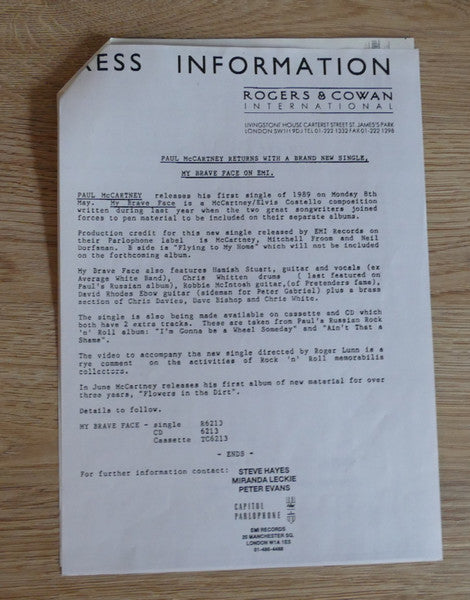 RESS INFORMATION
ROGERS & COWAN
INTERNATIONAL
LIVINGSTONE HOUSE CARTERET STREET ST. JAMES'S PARK
LONDON SW1H 9DJ TEL 01-222 1332 FAX 01-222 1298
PAUL McCARTNEY RETURNS WITH A BRAND NEW SINGLE,
MY BRAVE FACE ON EMI.
PAUL McCARTNEY releases his first single of 1989 on Monday 8th
May. My Brave Face is a McCartney/Elvis Costello composition
written during last year when the two great songwriters joined
forces to pen material to be included on their separate albums.
Production credit for this new single released by EMI Records on
their Parlophone label is McCartney, Mitchell Froom and Neil
Dorfsman. B side is "Flying to My Home" which will not be included
on the forthcoming album.
My Brave Face also features Hamish Stuart, guitar and vocals (ex
Average White Band), Chris Whitten drums ( last featured on
Paul's Russian album), Robbie McIntosh guitar,(of Pretenders fame),
David Rhodes Ebow guitar (sideman for Peter Gabriel) plus a brass
section of Chris Davies, Dave Bishop and Chris White.
The single is also being made available on cassette and CD which
both have 2 extra tracks. These are taken from Paul's Russian Rock
'n' Roll album: "I'm Gonna be a Wheel Someday" and "Ain't That a
Shame".
The video to accompany the new single directed by Roger Lunn is a
rye comment on the activities of Rock 'n' Roll memorabilis
collectors.
In June McCartney releases his first album of new material for over
three years, "Flowers in the Dirt".
Details to follow.
MY BRAVE FACE - single R6213
CD 6213
Cassette TC6213
- ENDS -
For further information contact: STEVE HAYES
MIRANDA LECKIE
PETER EVANS
CAPITOL
PARLOPHONE
EMI RECORDS
20 MANCHESTER SQ.
LONDON W1A 1ES
01-486-4488